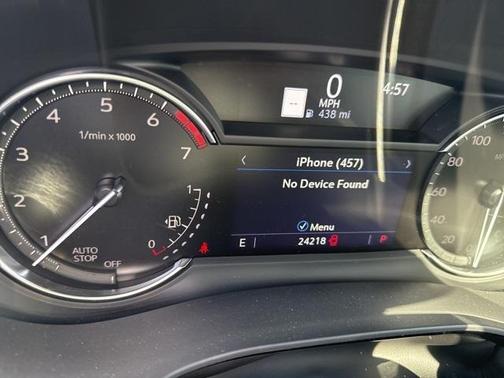 0
MPH
438 mi
4:57
1 2 3 4 5 6 7
1/min x 1000
AUTO STOP OFF
1
0
iPhone (457)
No Device Found
Menu
E 24218 P
100
80
60
40
20
0